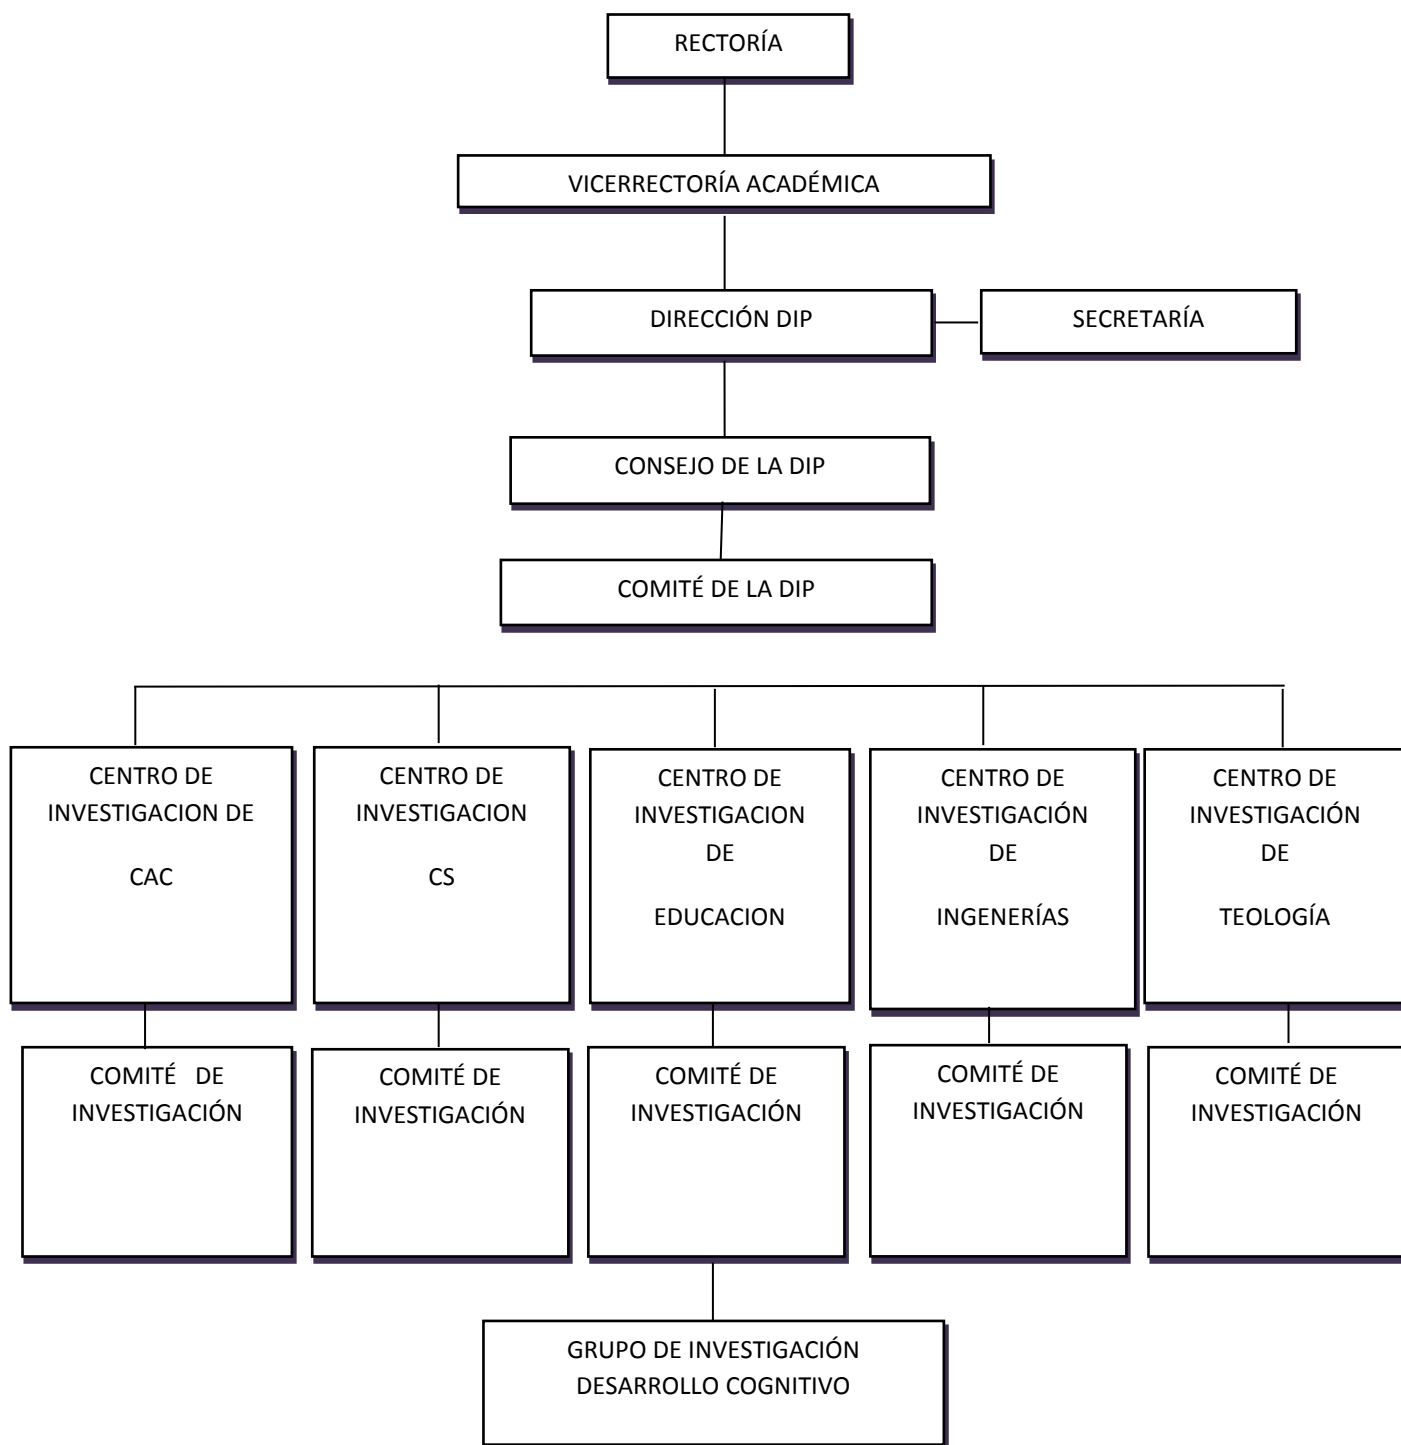 RECTORÍA
VICERRECTORÍA ACADÉMICA
DIRECCIÓN DIP
SECRETARÍA
CONSEJO DE LA DIP
COMITÉ DE LA DIP
CENTRO DE
INVESTIGACION DE
CAC
CENTRO DE
INVESTIGACION
CS
CENTRO DE
INVESTIGACION
DE
EDUCACION
CENTRO DE
INVESTIGACIÓN
DE
INGENERÍAS
CENTRO DE
INVESTIGACIÓN
DE
TEOLOGÍA
COMITÉ DE
INVESTIGACIÓN
COMITÉ DE
INVESTIGACIÓN
COMITÉ DE
INVESTIGACIÓN
COMITÉ DE
INVESTIGACIÓN
COMITÉ DE
INVESTIGACIÓN
GRUPO DE INVESTIGACIÓN
DESARROLLO COGNITIVO